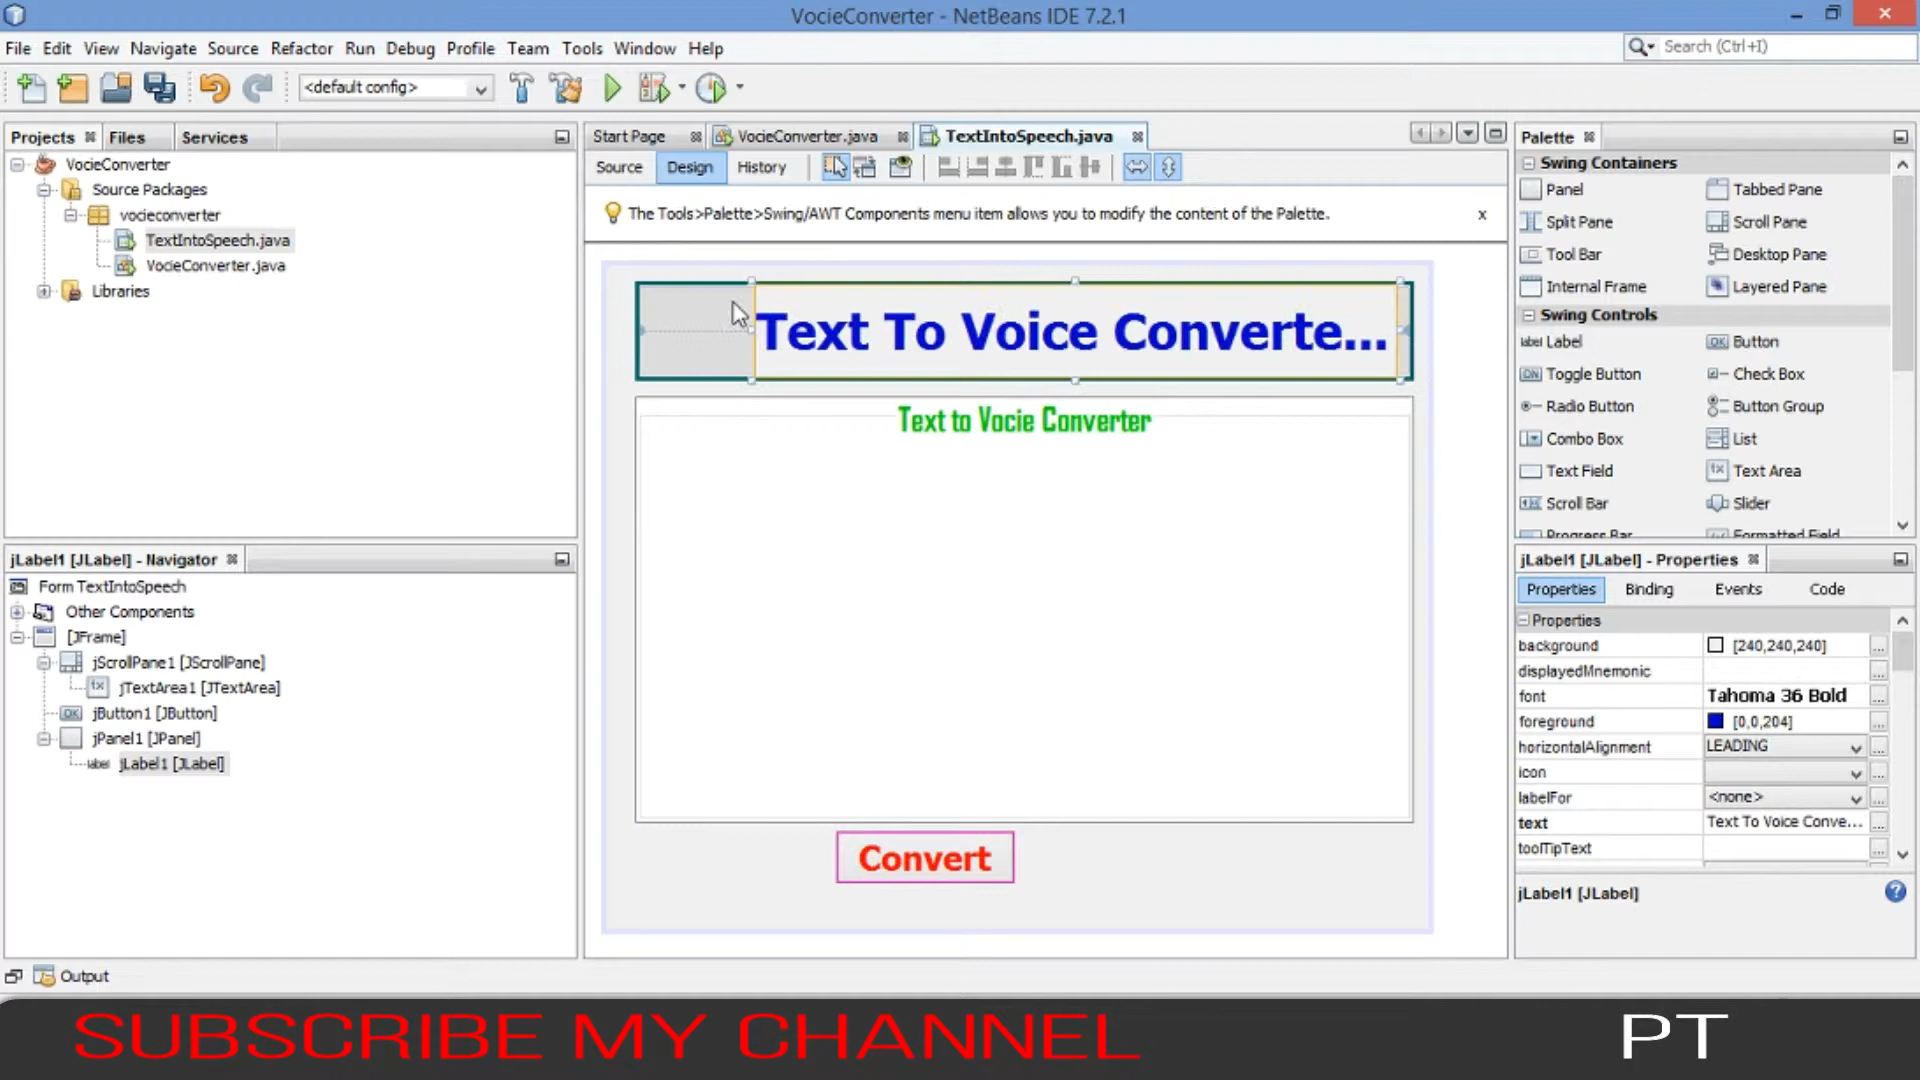 VocieConverter - NetBeans IDE 7.2.1
File Edit View Navigate Source Refactor Run Debug Profile Team Tools Window Help
Search (Ctrl+I)
<default config>
Projects Files Services
VocieConverter
Source Packages
vocieconverter
TextIntoSpeech.java
VocieConverter.java
Libraries
Start Page VocieConverter.java TextIntoSpeech.java
Source Design History
The Tools>Palette>Swing/AWT Components menu item allows you to modify the content of the Palette. x
Text To Voice Converte...
Text to Vocie Converter
Convert
Palette
Swing Containers
Panel Tabbed Pane
Split Pane Scroll Pane
Tool Bar Desktop Pane
Internal Frame Layered Pane
Swing Controls
label Label OK Button
ON Toggle Button Check Box
Radio Button Button Group
Combo Box List
Text Field Text Area
Scroll Bar Slider
Progress Bar Formatted Field
jLabel1 [JLabel] - Navigator
Form TextIntoSpeech
Other Components
[JFrame]
jScrollPane1 [JScrollPane]
jTextArea1 [JTextArea]
OK jButton1 [JButton]
jPanel1 [JPanel]
label jLabel1 [JLabel]
jLabel1 [JLabel] - Properties
Properties Binding Events Code
Properties
background [240,240,240] ...
displayedMnemonic ...
font Tahoma 36 Bold ...
foreground [0,0,204] ...
horizontalAlignment LEADING ...
icon ...
labelFor <none> ...
text Text To Voice Conve... ...
toolTipText ...
jLabel1 [JLabel]
Output
SUBSCRIBE MY CHANNEL
PT